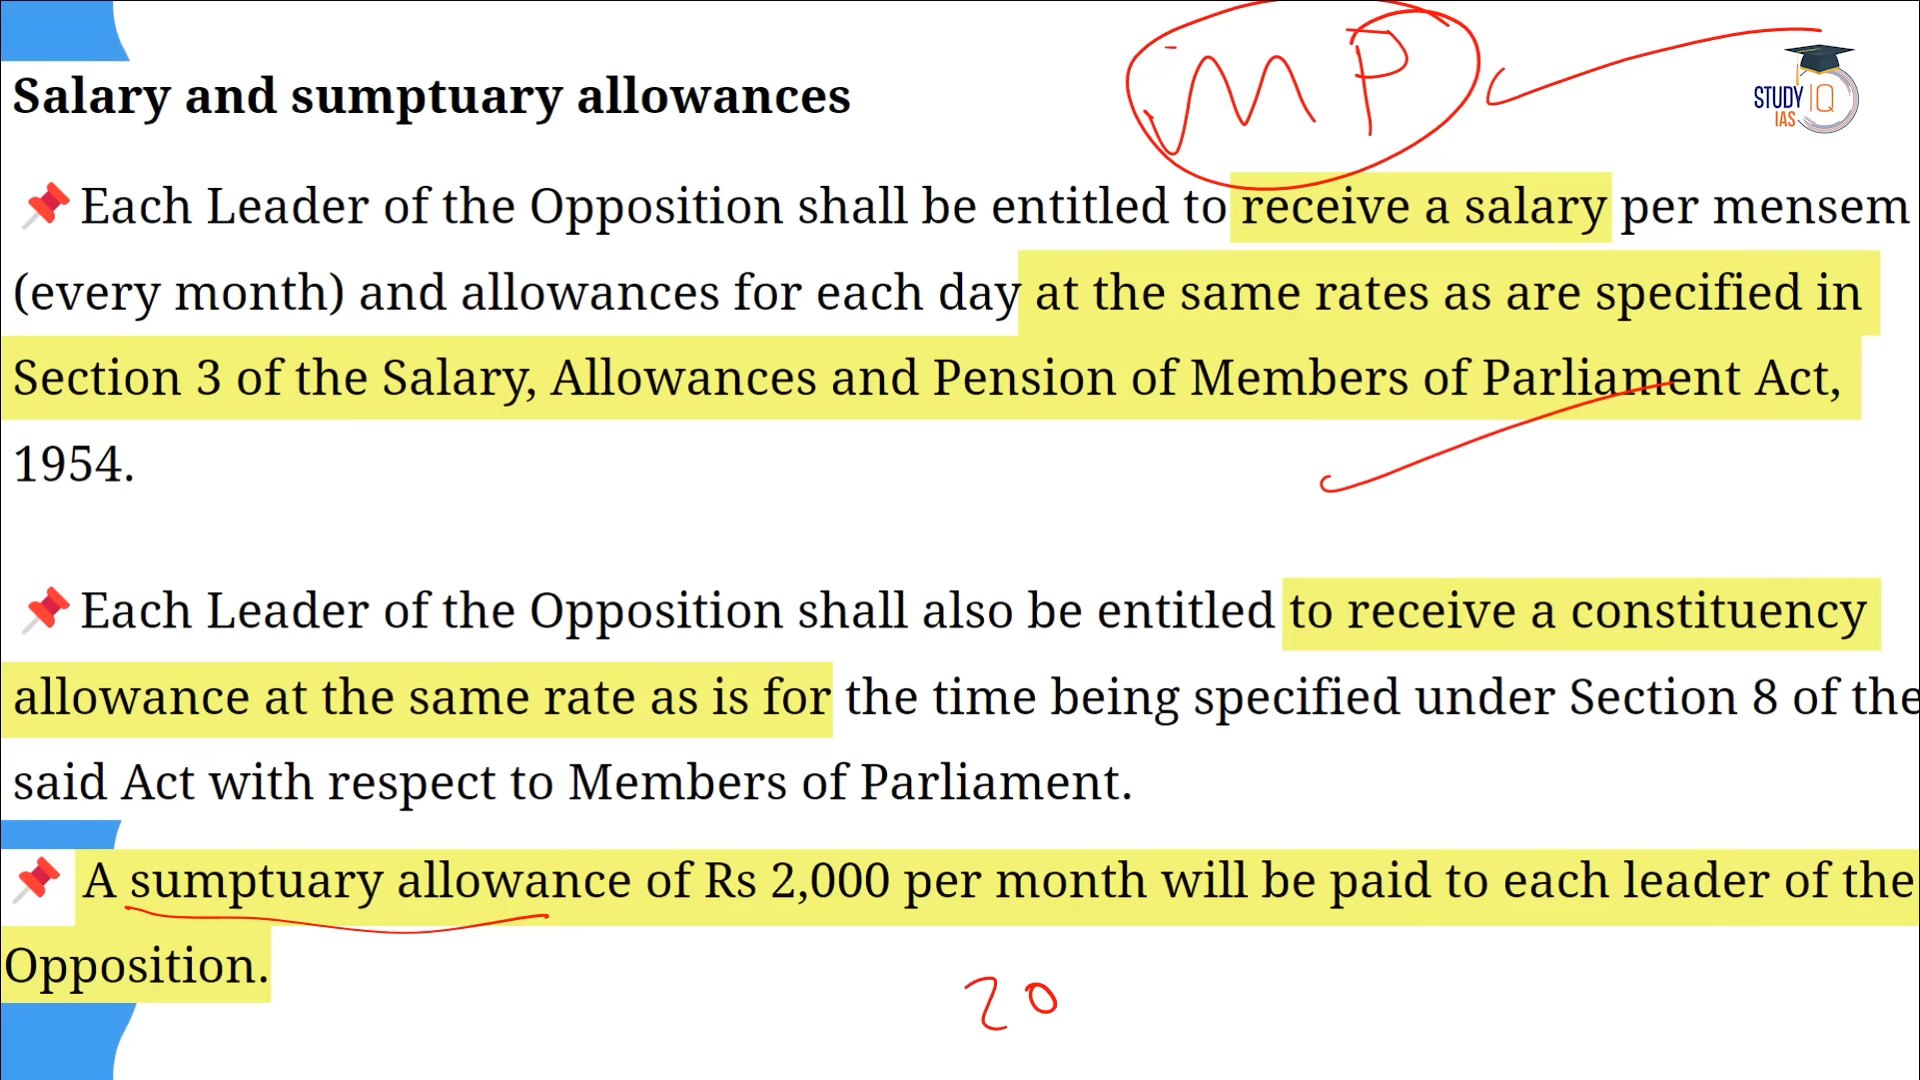 MP
STUDY IQ
IAS
Salary and sumptuary allowances
Each Leader of the Opposition shall be entitled to receive a salary per mensem
(every month) and allowances for each day at the same rates as are specified in
Section 3 of the Salary, Allowances and Pension of Members of Parliament Act,
1954.
Each Leader of the Opposition shall also be entitled to receive a constituency
allowance at the same rate as is for the time being specified under Section 8 of the
said Act with respect to Members of Parliament.
A sumptuary allowance of Rs 2,000 per month will be paid to each leader of the
Opposition.
20